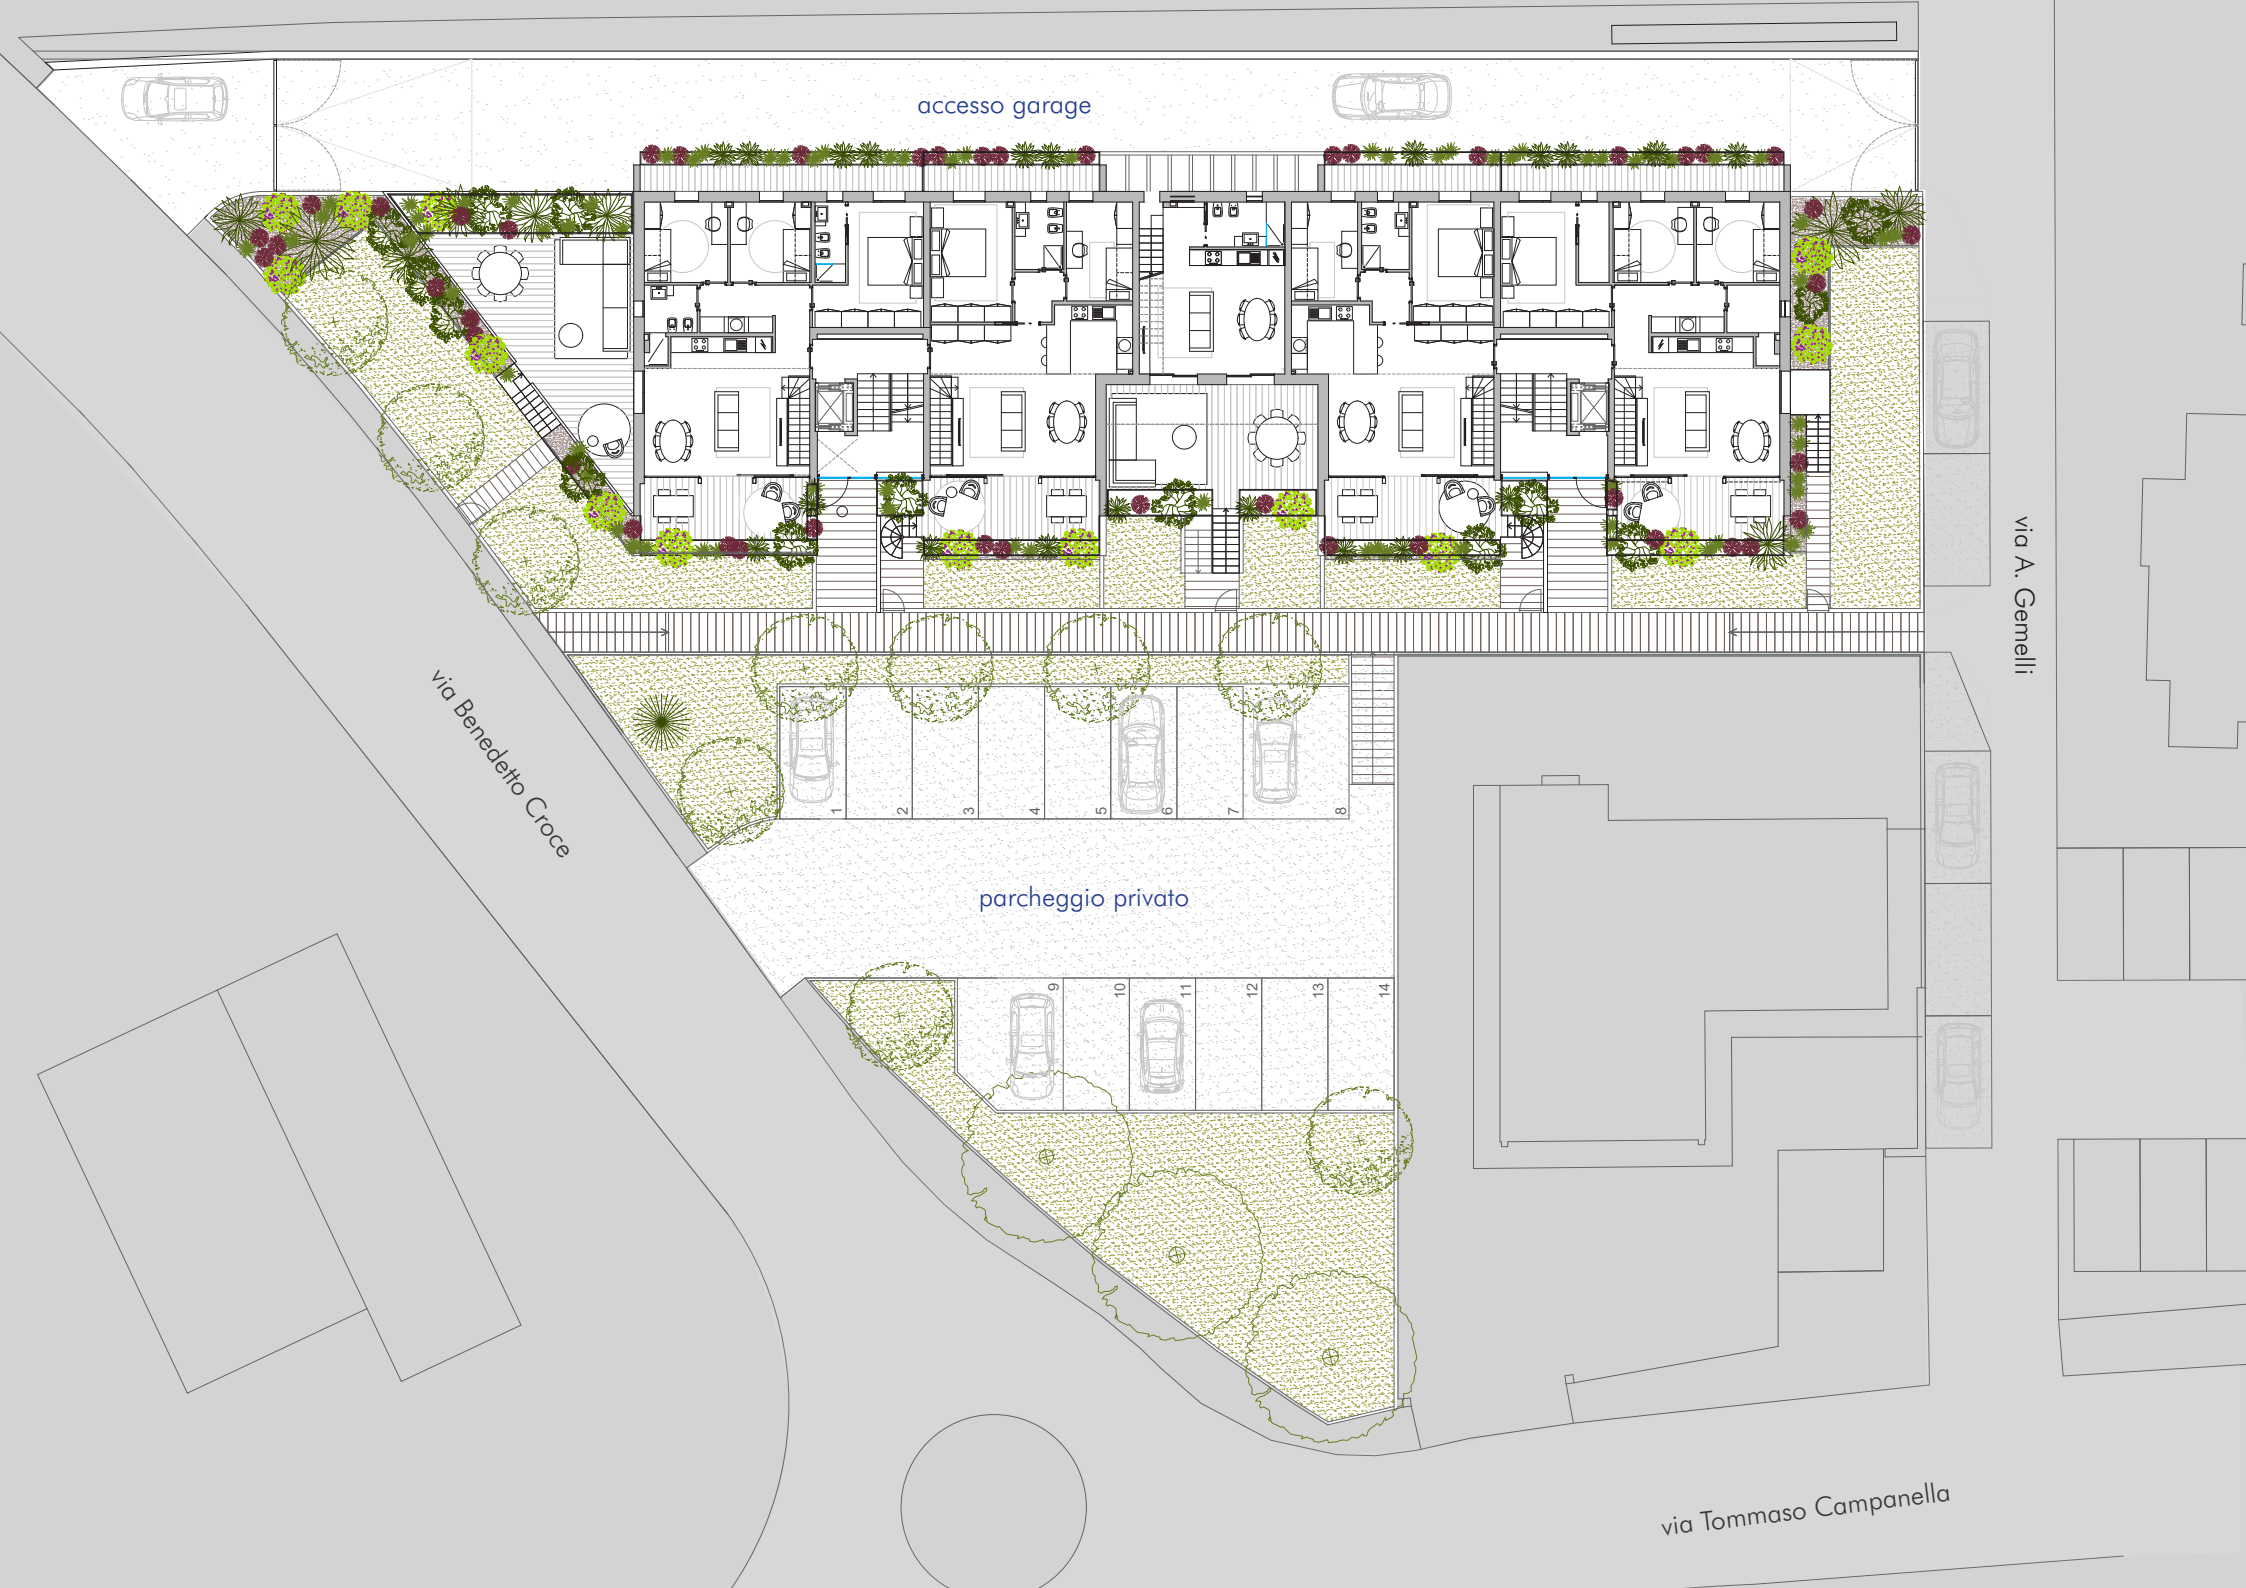 accesso garage
via A. Gemelli
via Benedetto Croce
1
2
3
4
5
6
7
8
parcheggio privato
9
10
11
12
13
14
via Tommaso Campanella